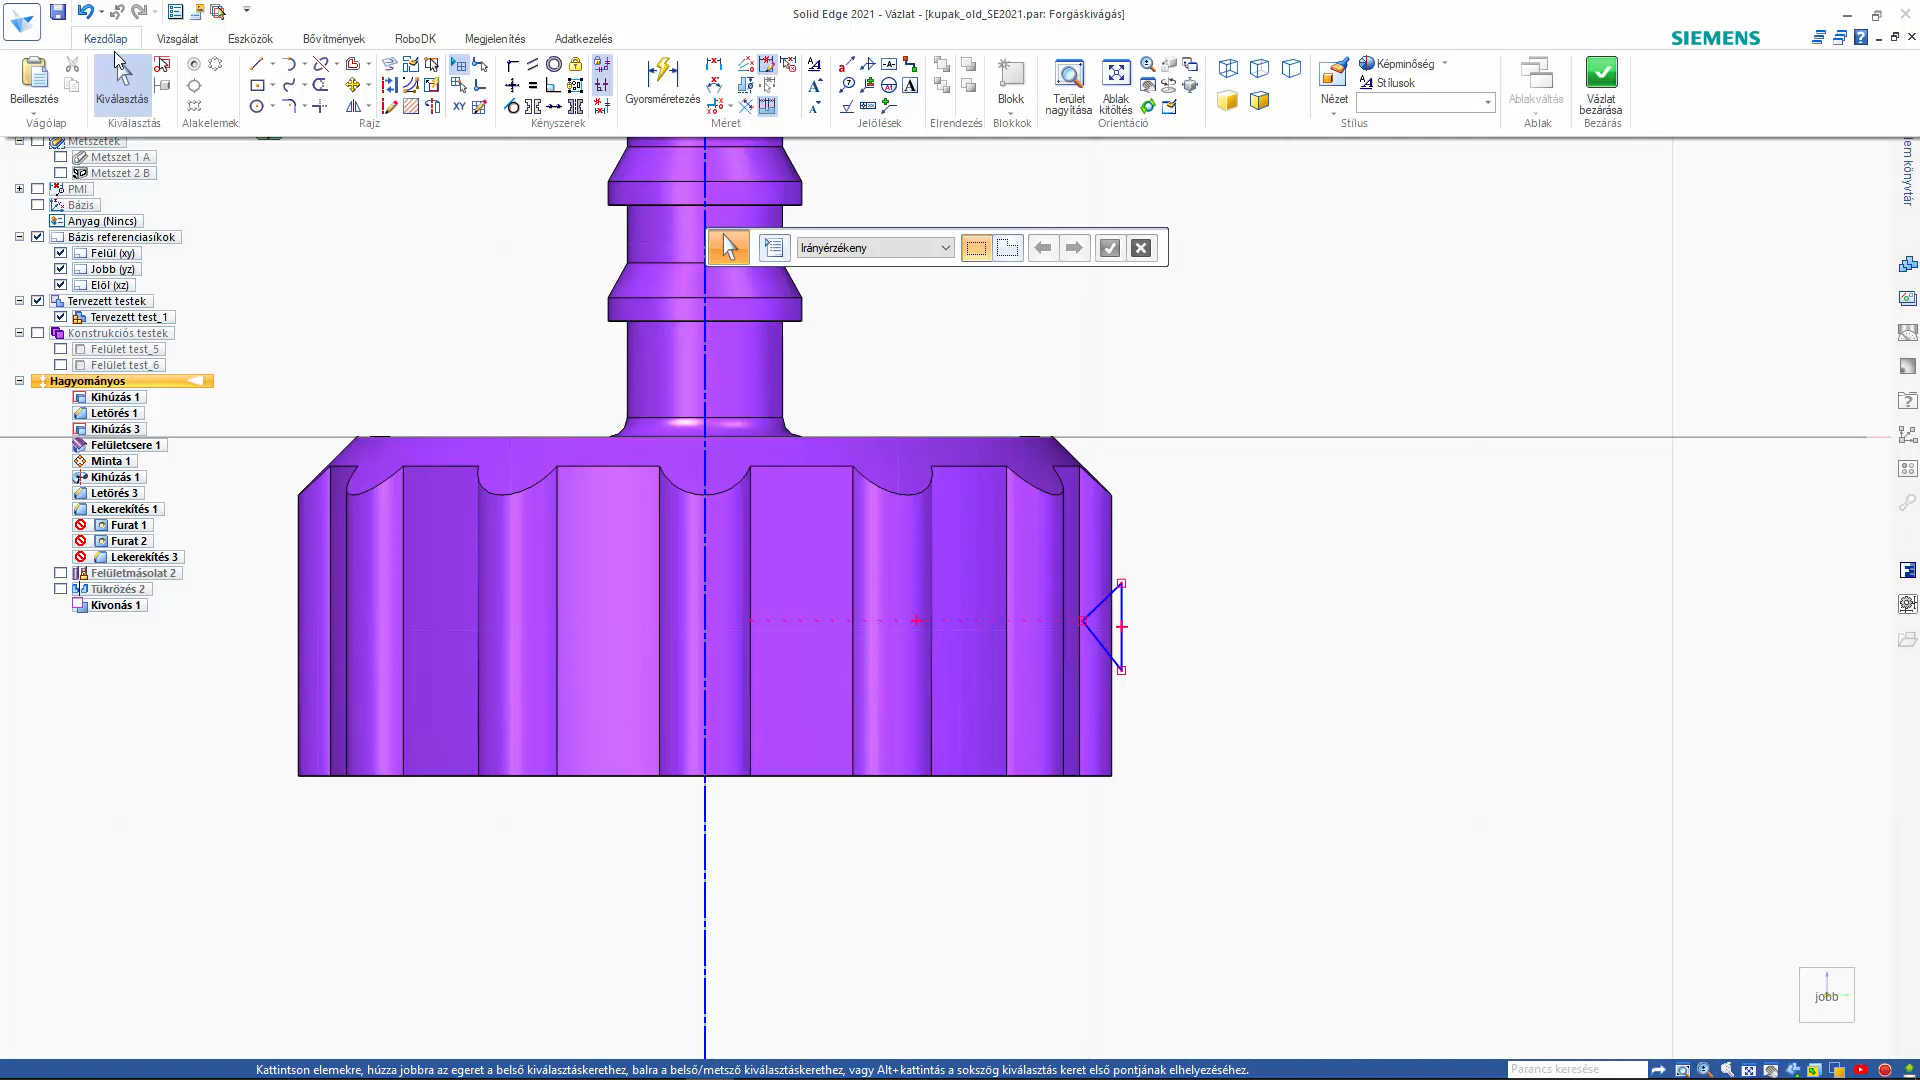 Solid Edge 2021 - Vázlat - [kupak_old_SE2021.par: Forgáskivágás]
Kezdőlap
Vizsgálat
Eszközök
Bővítmények
RoboDK
Megjelenítés
Adatkezelés
SIEMENS
Beillesztés
Kiválasztás
Gyorsméretezés
Blokk
Terület nagyítása
Ablak kitöltés
Nézet
Képminőség
Stílusok
Ablakváltás
Vázlat bezárása
Vágólap
Kiválasztás
Alakelemek
Rajz
Kényszerek
Méret
Jelölések
Elrendezés
Blokkok
Orientáció
Stílus
Ablak
Bezárás
Metszetek
Metszet 1 A
Metszet 2 B
PMI
Bázis
Anyag (Nincs)
Bázis referenciasíkok
Felül (xy)
Jobb (yz)
Elöl (xz)
Tervezett testek
Tervezett test_1
Konstrukciós testek
Felület test_5
Felület test_6
Hagyományos
Kihúzás 1
Letörés 1
Kihúzás 3
Felületcsere 1
Minta 1
Kihúzás 1
Letörés 3
Lekerekítés 1
Furat 1
Furat 2
Lekerekítés 3
Felületmásolat 2
Tükrözés 2
Kivonás 1
Irányérzékeny
jobb
Kattintson elemekre, húzza jobbra az egeret a belső kiválasztáskerethez, balra a belső/metsző kiválasztáskerethez, vagy Alt+kattintás a sokszög kiválasztás keret első pontjának elhelyezéséhez.
Parancs keresése